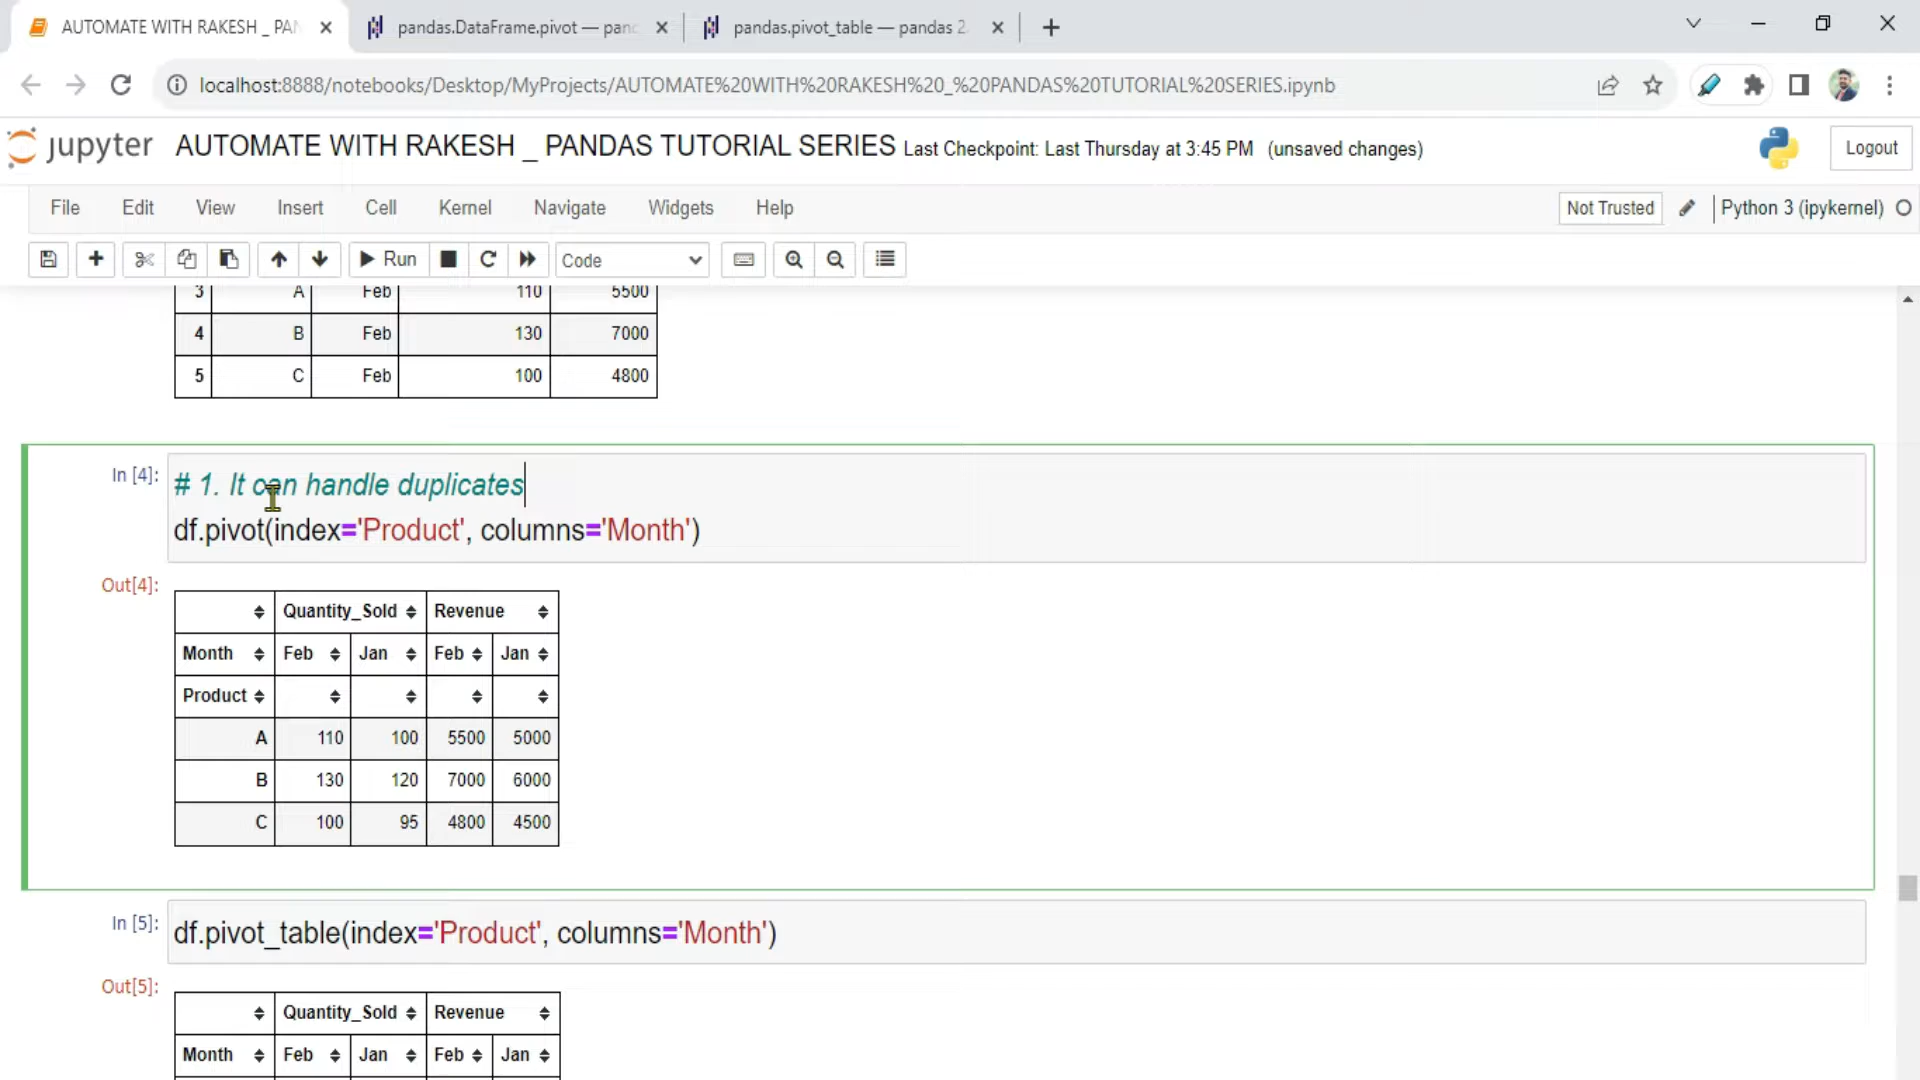 AUTOMATE WITH RAKESH _ PAN
pandas.DataFrame.pivot — pand
pandas.pivot_table — pandas 2.
localhost:8888/notebooks/Desktop/MyProjects/AUTOMATE%20WITH%20RAKESH%20_%20PANDAS%20TUTORIAL%20SERIES.ipynb
jupyter AUTOMATE WITH RAKESH _ PANDAS TUTORIAL SERIES Last Checkpoint: Last Thursday at 3:45 PM (unsaved changes) Logout
File Edit View Insert Cell Kernel Navigate Widgets Help Not Trusted Python 3 (ipykernel)
Run Code
3 A Feb 110 5500
4 B Feb 130 7000
5 C Feb 100 4800
In [4]: # 1. It can handle duplicates
df.pivot(index='Product', columns='Month')
Out[4]:
Quantity_Sold Revenue
Month Feb Jan Feb Jan
Product
A 110 100 5500 5000
B 130 120 7000 6000
C 100 95 4800 4500
In [5]: df.pivot_table(index='Product', columns='Month')
Out[5]:
Quantity_Sold Revenue
Month Feb Jan Feb Jan